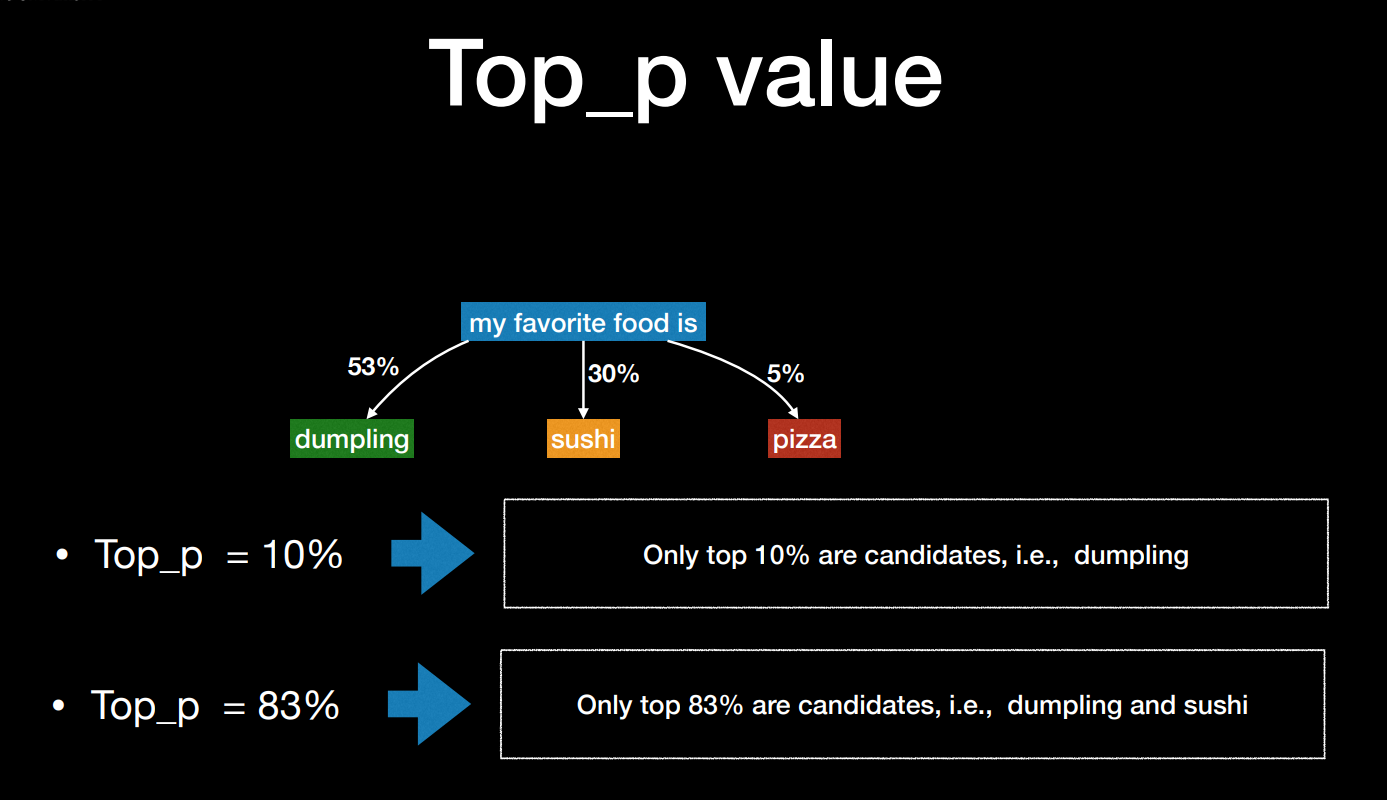 Top_p value
my favorite food is
53%
30%
5%
dumpling
sushi
pizza
• Top_p = 10%
Only top 10% are candidates, i.e., dumpling
• Top_p = 83%
Only top 83% are candidates, i.e., dumpling and sushi